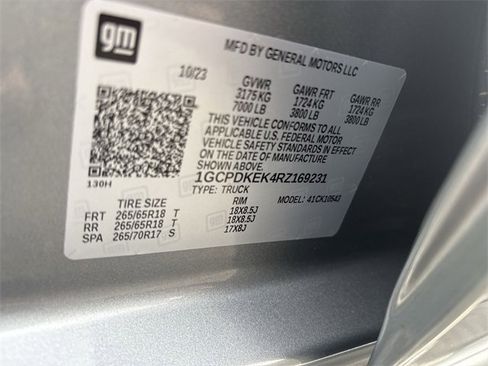 gm
MFD BY GENERAL MOTORS LLC
10/23 GVWR GAWR FRT GAWR RR
3175 KG 1724 KG 1724 KG
7000 LB 3800 LB 3800 LB
THIS VEHICLE CONFORMS TO ALL
APPLICABLE U.S. FEDERAL MOTOR
VEHICLE SAFETY STANDARDS IN EFFECT
ON THE DATE OF MANUFACTURE
SHOWN ABOVE.
1GCPDKEK4RZ169231
TYPE: TRUCK MODEL: 41CK10543
130H
TIRE SIZE RIM
FRT 265/65R18 T 18X8.5J
RR 265/65R18 T 18X8.5J
SPA 265/70R17 S 17X8J